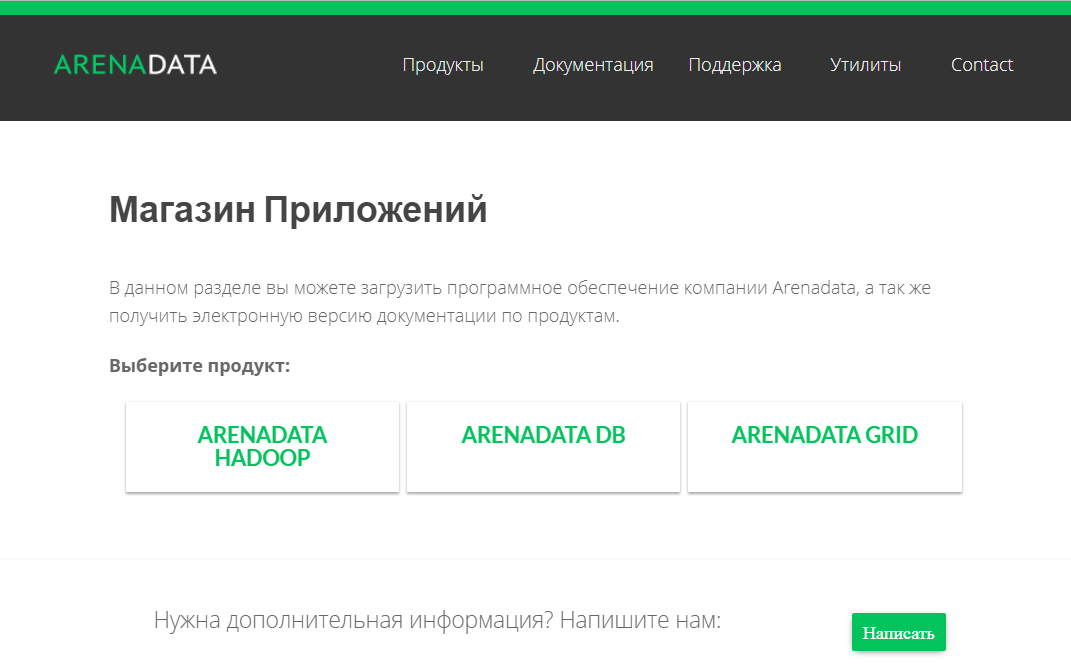 ARENADATA
Продукты Документация Поддержка Утилиты Contact
Магазин Приложений
В данном разделе вы можете загрузить программное обеспечение компании Arenadata, а так же
получить электронную версию документации по продуктам.
Выберите продукт:
ARENADATA
HADOOP
ARENADATA DB
ARENADATA GRID
Нужна дополнительная информация? Напишите нам:
Написать